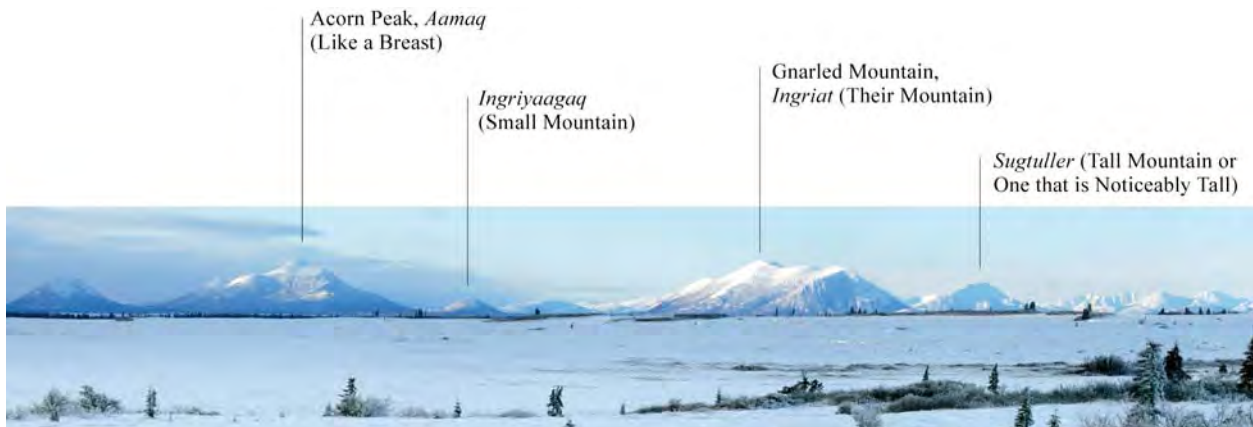 Acorn Peak, Aamaq
(Like a Breast)
Ingriyaagaq
(Small Mountain)
Gnarled Mountain,
Ingriat (Their Mountain)
Sugtuller (Tall Mountain or
One that is Noticeably Tall)